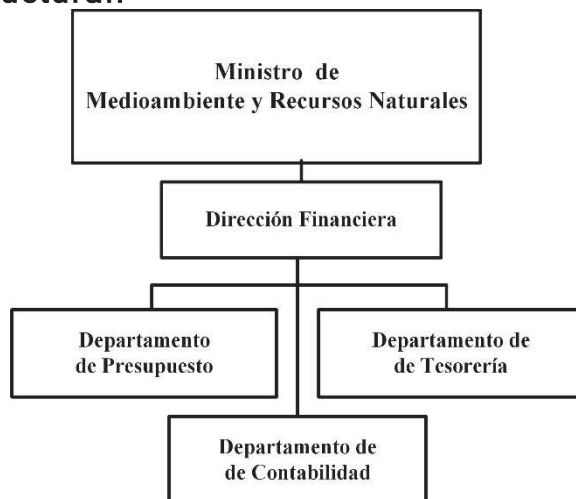 Ministro de
Medioambiente y Recursos Naturales
Dirección Financiera
Departamento
de Presupuesto
Departamento de
de Tesorería
Departamento de
de Contabilidad